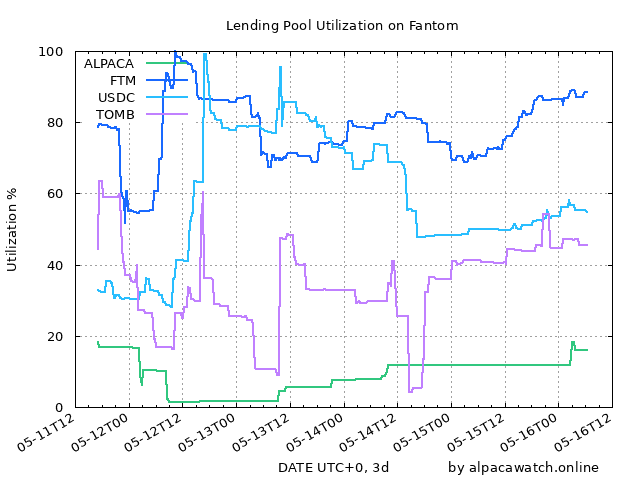 Lending Pool Utilization on Fantom
100
80
60
40
20
0
Utilization %
ALPACA
FTM
USDC
TOMB
05-11T12
05-12T00
05-12T12
05-13T00
05-13T12
05-14T00
05-14T12
05-15T00
05-15T12
05-16T00
05-16T12
DATE UTC+0, 3d
by alpacawatch.online